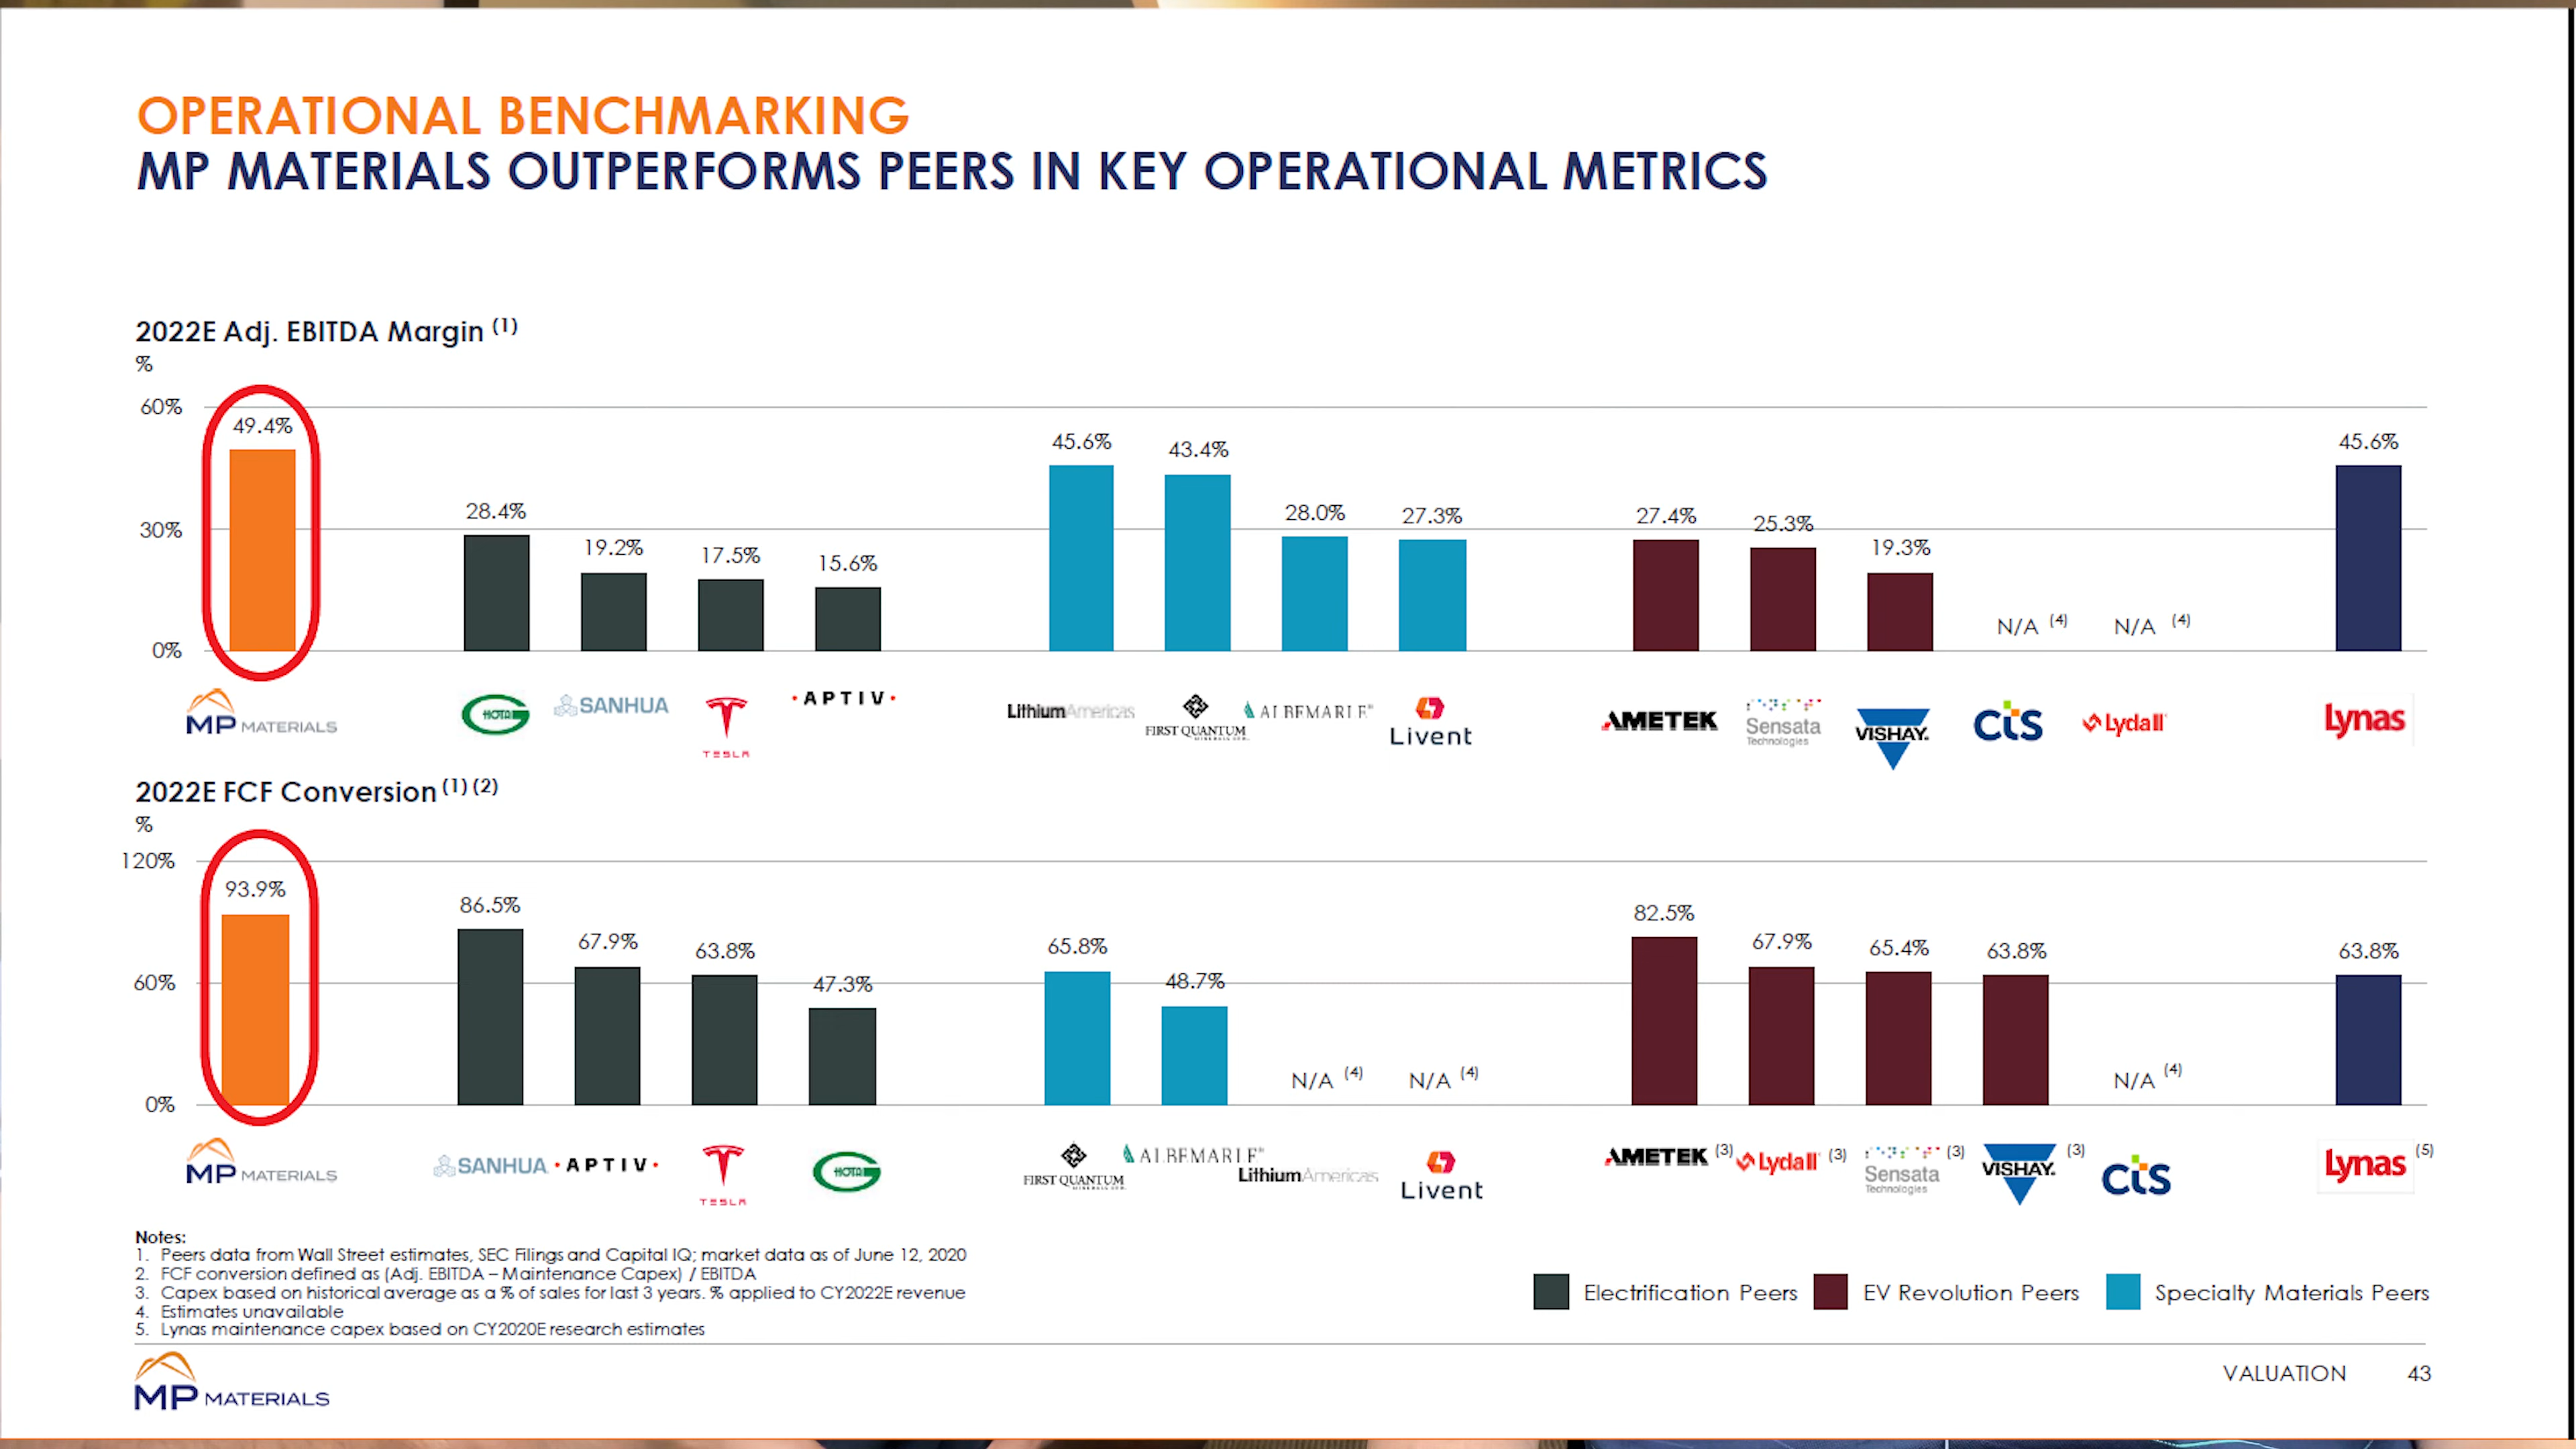 OPERATIONAL BENCHMARKING
MP MATERIALS OUTPERFORMS PEERS IN KEY OPERATIONAL METRICS
2022E Adj. EBITDA Margin (1)
%
60%
30%
0%
49.4% 28.4% 19.2% 17.5% 15.6% 45.6% 43.4% 28.0% 27.3% 27.4% 25.3% 19.3% N/A (4) N/A (4) 45.6%
MP MATERIALS HOTA SANHUA TESLA APTIV LithiumAmericas FIRST QUANTUM ALBEMARLE Livent AMETEK Sensata Technologies VISHAY. CTS Lydall Lynas
2022E FCF Conversion (1) (2)
%
120%
60%
0%
93.9% 86.5% 67.9% 63.8% 47.3% 65.8% 48.7% N/A (4) N/A (4) 82.5% 67.9% 65.4% 63.8% N/A (4) 63.8%
MP MATERIALS SANHUA APTIV TESLA HOTA FIRST QUANTUM ALBEMARLE LithiumAmericas Livent AMETEK (3) Lydall (3) Sensata Technologies (3) VISHAY. (3) CTS Lynas (5)
Notes:
1. Peers data from Wall Street estimates, SEC Filings and Capital IQ; market data as of June 12, 2020
2. FCF conversion defined as (Adj. EBITDA – Maintenance Capex) / EBITDA
3. Capex based on historical average as a % of sales for last 3 years. % applied to CY2022E revenue
4. Estimates unavailable
5. Lynas maintenance capex based on CY2020E research estimates
Electrification Peers EV Revolution Peers Specialty Materials Peers
MP MATERIALS
VALUATION 43